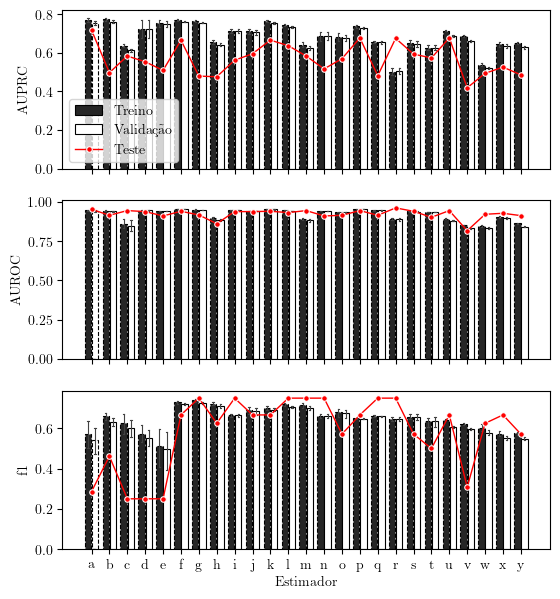 0.8
0.6
0.4
0.2
0.0
AUPRC
Treino
Validação
Teste
1.00
0.75
0.50
0.25
0.00
AUROC
0.6
0.4
0.2
0.0
f1
a b c d e f g h i j k l m n o p q r s t u v w x y
Estimador